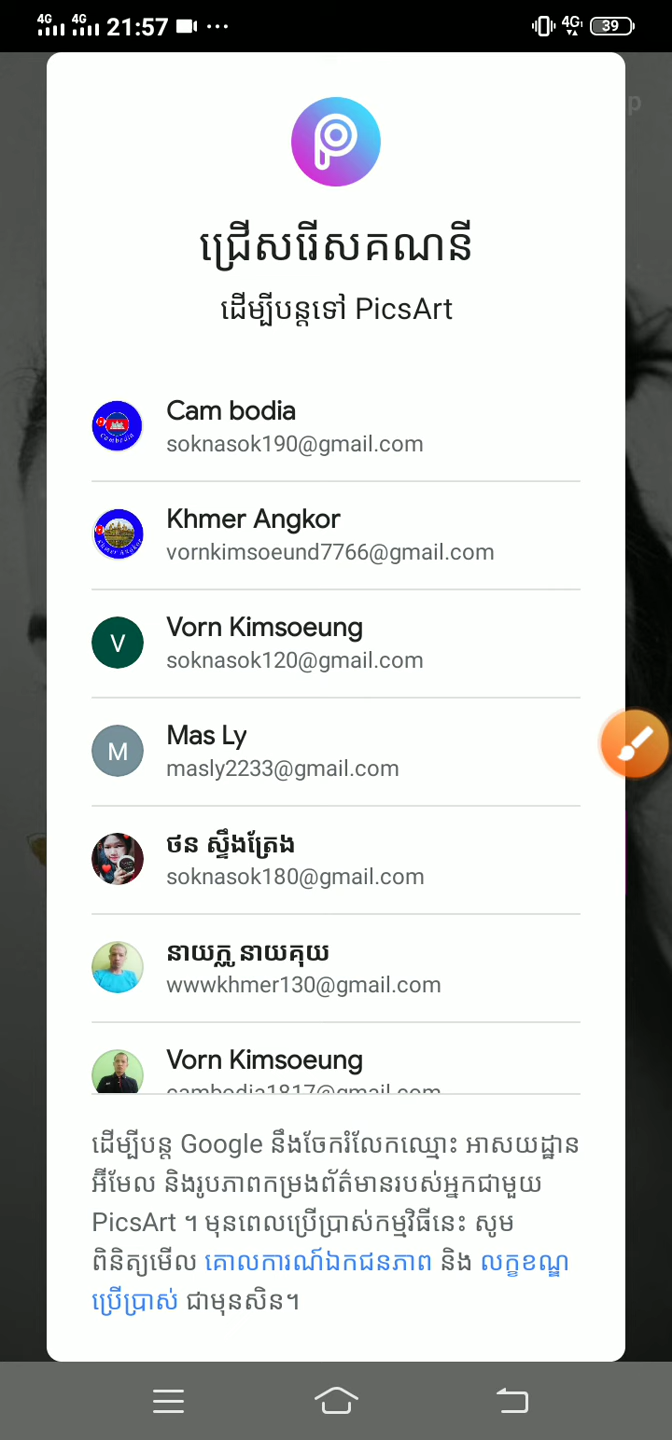 4G 4G 21:57 ... 4G 39
p
ជ្រើសរើសគណនី
ដើម្បីបន្តទៅ PicsArt
Cam bodia
soknasok190@gmail.com
Khmer Angkor
vornkimsoeund7766@gmail.com
V
Vorn Kimsoeung
soknasok120@gmail.com
M
Mas Ly
masly2233@gmail.com
ថន ស្ទឹងត្រែង
soknasok180@gmail.com
នាយក្លូ នាយគុយ
wwwkhmer130@gmail.com
Vorn Kimsoeung
cambodia1817@gmail.com
ដើម្បីបន្ត Google នឹងចែករំលែកឈ្មោះ អាសយដ្ឋាន
អ៊ីមែល និងរូបភាពកម្រងព័ត៌មានរបស់អ្នកជាមួយ
PicsArt ។ មុនពេលប្រើប្រាស់កម្មវិធីនេះ សូម
ពិនិត្យមើល គោលការណ៍ឯកជនភាព និង លក្ខខណ្ឌ
ប្រើប្រាស់ ជាមុនសិន។